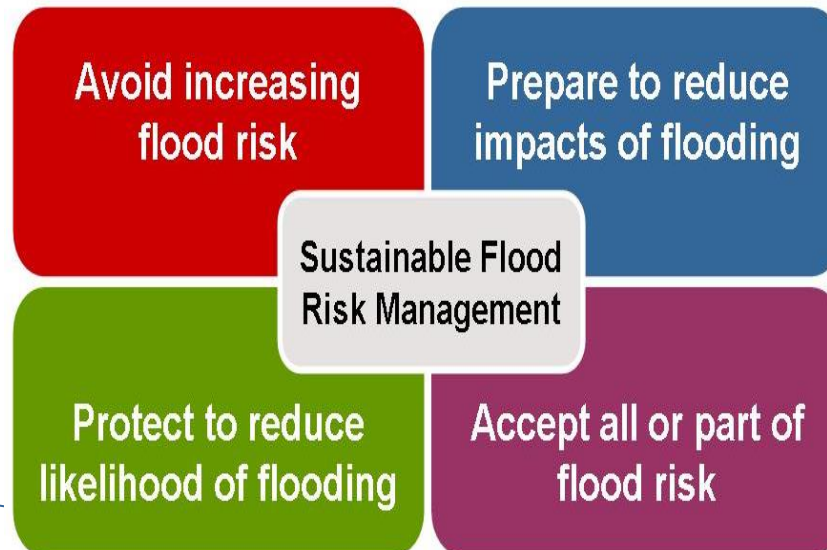 Avoid increasing
flood risk
Prepare to reduce
impacts of flooding
Sustainable Flood
Risk Management
Protect to reduce
likelihood of flooding
Accept all or part of
flood risk